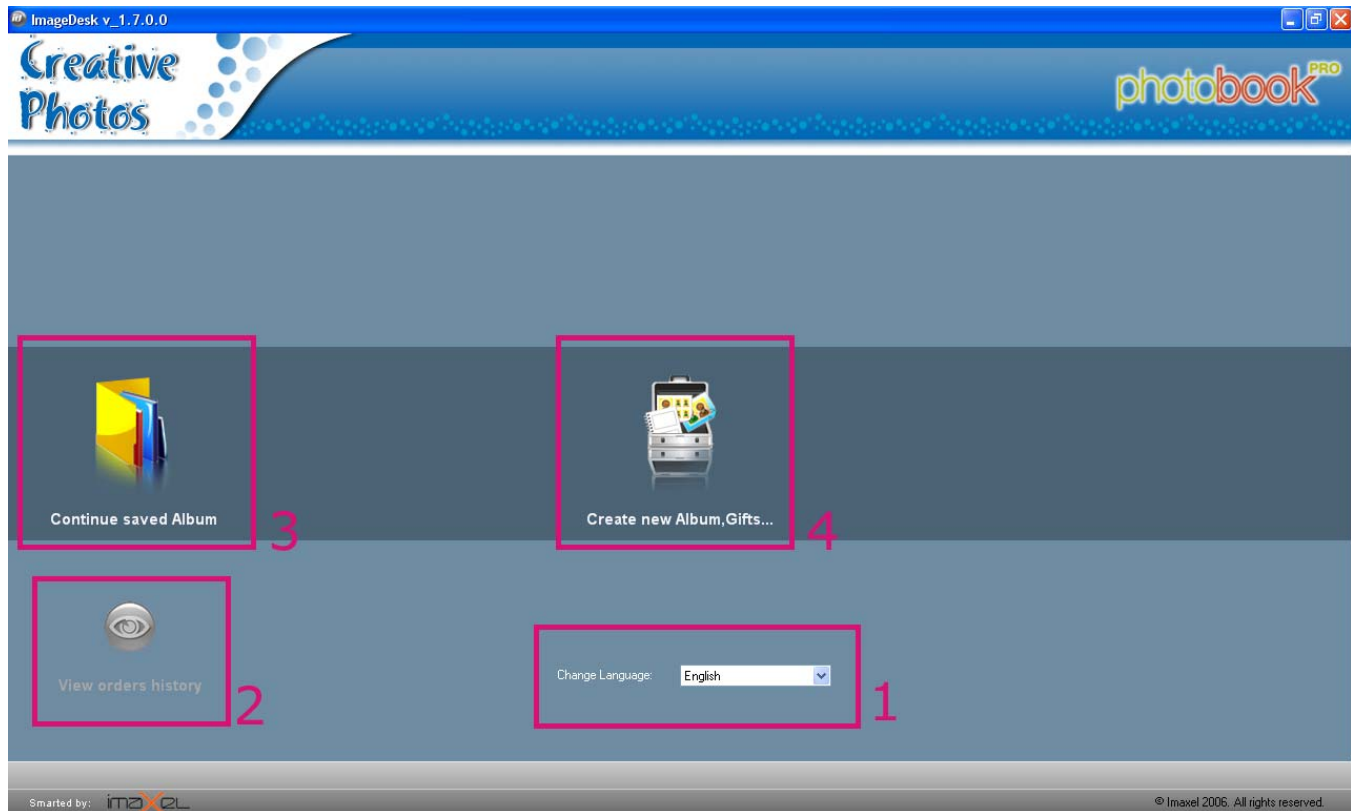 ImageDesk v_1.7.0.0
Creative
Photos
photobook PRO
Continue saved Album
3
Create new Album,Gifts...
4
View orders history
2
Change Language:
English
1
Smarted by: imaxel
© Imaxel 2006. All rights reserved.